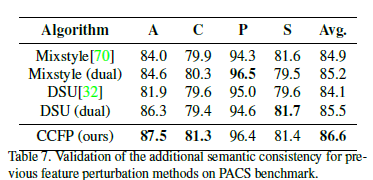 Algorithm A C P S Avg.
Mixstyle[70] 84.0 79.9 94.3 81.6 84.9
Mixstyle (dual) 84.6 80.3 96.5 79.5 85.2
DSU[32] 81.9 79.6 95.0 79.6 84.1
DSU (dual) 86.3 79.4 94.6 81.7 85.5
CCFP (ours) 87.5 81.3 96.4 81.4 86.6
Table 7. Validation of the additional semantic consistency for pre-
vious feature perturbation methods on PACS benchmark.